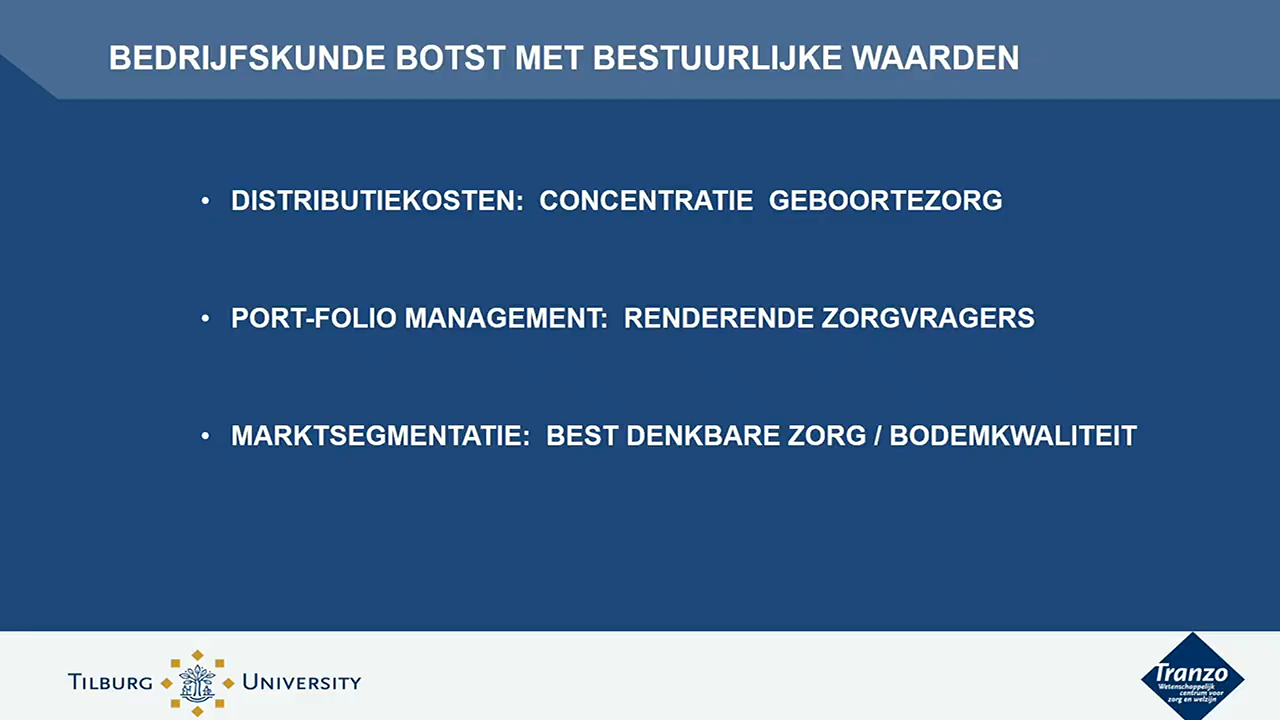 BEDRIJFSKUNDE BOTST MET BESTUURLIJKE WAARDEN
• DISTRIBUTIEKOSTEN: CONCENTRATIE GEBOORTEZORG
• PORT-FOLIO MANAGEMENT: RENDERENDE ZORGVRAGERS
• MARKTSEGMENTATIE: BEST DENKBARE ZORG / BODEMKWALITEIT
TILBURG UNIVERSITY
Tranzo
Wetenschappelijk
centrum voor
zorg en welzijn